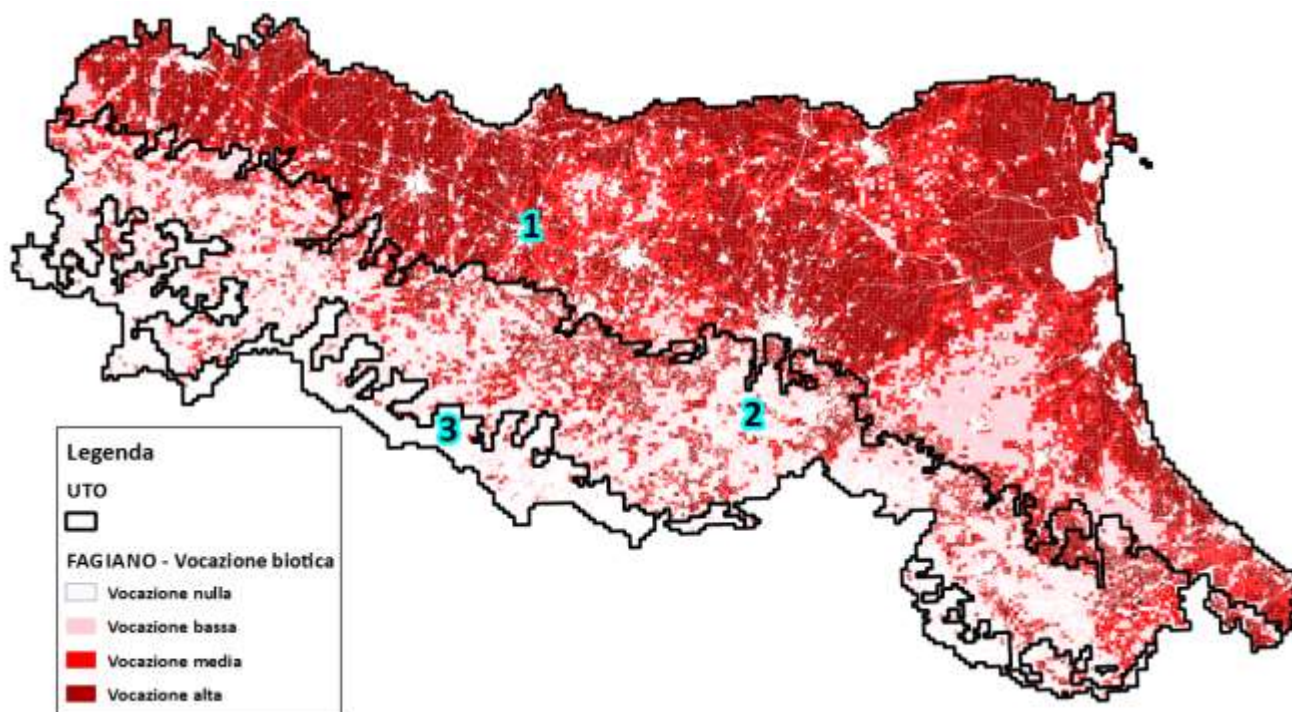 1
2
3
Legenda
UTO
FAGIANO - Vocazione biotica
Vocazione nulla
Vocazione bassa
Vocazione media
Vocazione alta